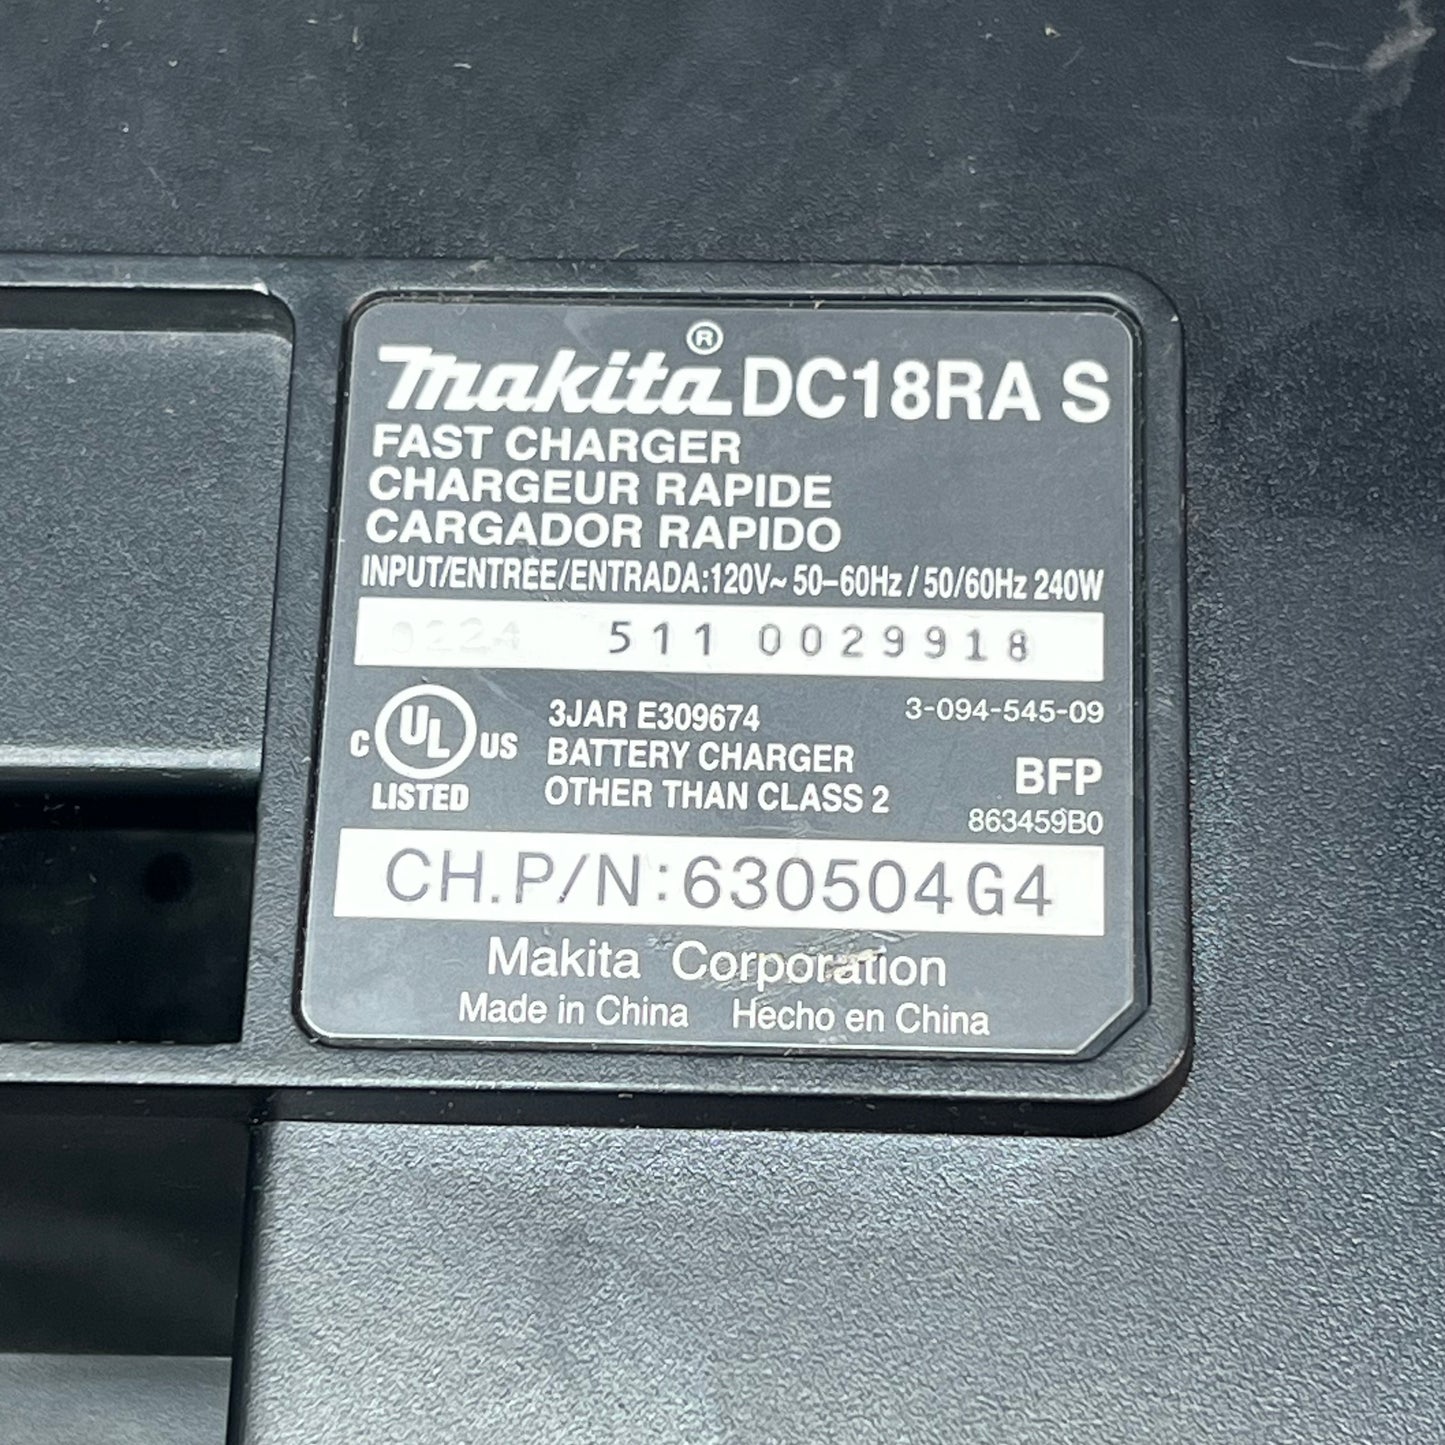 makita® DC18RA S
FAST CHARGER
CHARGEUR RAPIDE
CARGADOR RAPIDO
INPUT/ENTREE/ENTRADA:120V~ 50–60Hz / 50/60Hz 240W
511 0029918
C UL US
LISTED
3JAR E309674
BATTERY CHARGER
OTHER THAN CLASS 2
3-094-545-09
BFP
863459B0
CH.P/N:630504G4
Makita Corporation
Made in China Hecho en China